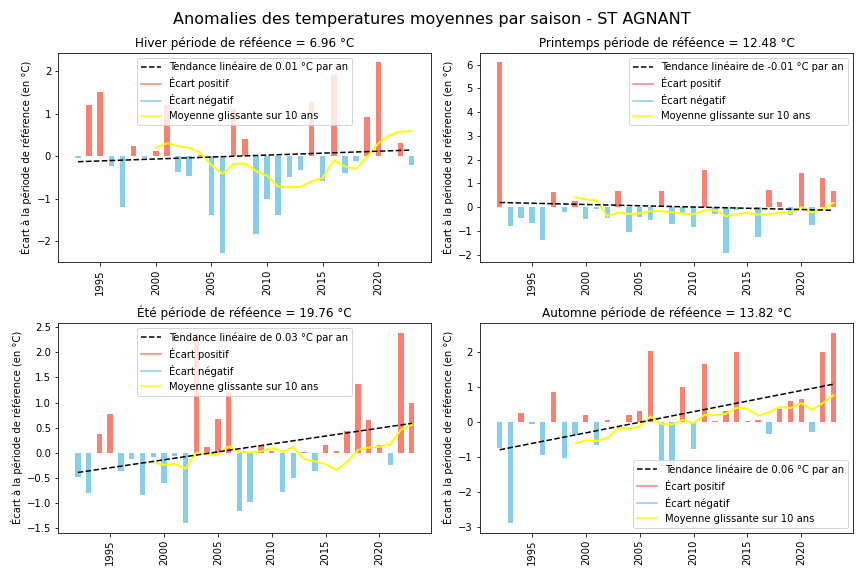 Anomalies des temperatures moyennes par saison - ST AGNANT
Hiver période de réféence = 6.96 °C
Écart à la période de référence (en °C)
2
1
0
−1
−2
Tendance linéaire de 0.01 °C par an
Écart positif
Écart négatif
Moyenne glissante sur 10 ans
1995
2000
2005
2010
2015
2020
Printemps période de réféence = 12.48 °C
Écart à la période de référence (en °C)
6
5
4
3
2
1
0
−1
−2
Tendance linéaire de -0.01 °C par an
Écart positif
Écart négatif
Moyenne glissante sur 10 ans
1995
2000
2005
2010
2015
2020
Été période de réféence = 19.76 °C
Écart à la période de référence (en °C)
2.5
2.0
1.5
1.0
0.5
0.0
−0.5
−1.0
−1.5
Tendance linéaire de 0.03 °C par an
Écart positif
Écart négatif
Moyenne glissante sur 10 ans
1995
2000
2005
2010
2015
2020
Automne période de réféence = 13.82 °C
Écart à la période de référence (en °C)
2
1
0
−1
−2
−3
Tendance linéaire de 0.06 °C par an
Écart positif
Écart négatif
Moyenne glissante sur 10 ans
1995
2000
2005
2010
2015
2020